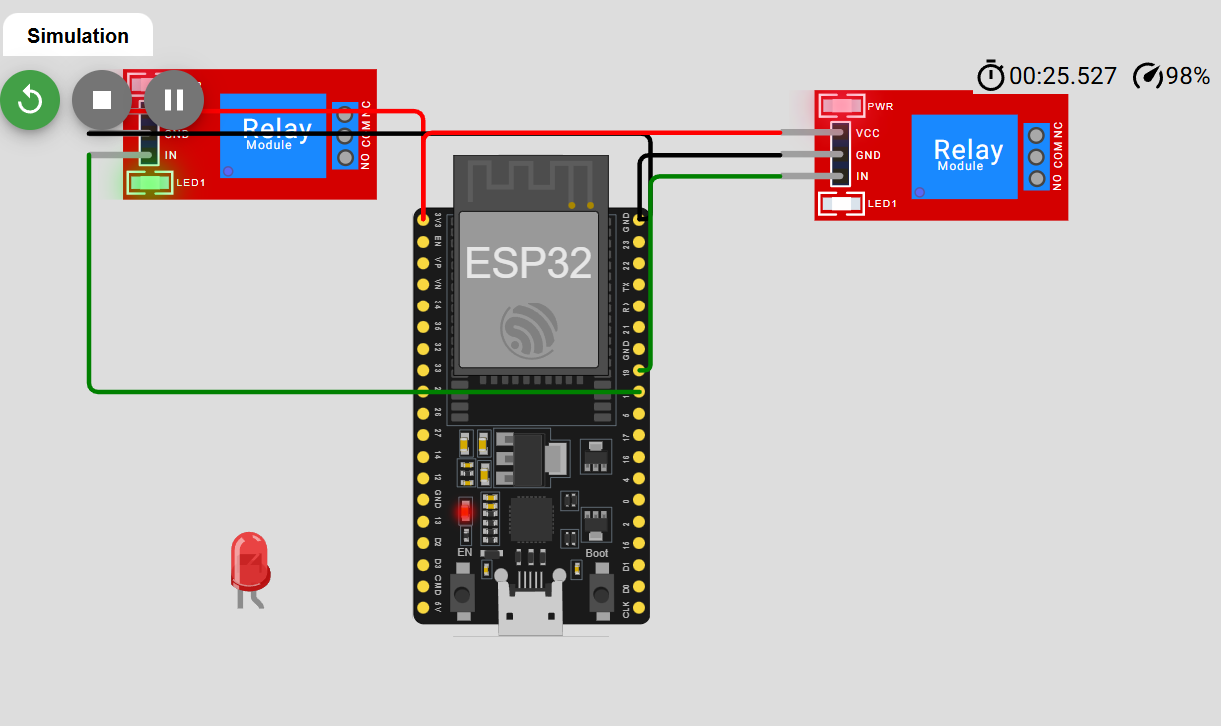 Simulation
00:25.527
98%
GND
IN
LED1
Relay
Module
NO COM NC
PWR
VCC
GND
IN
LED1
Relay
Module
NO COM NC
ESP32
3V3
EN
VP
VN
34
35
32
33
2
26
27
14
12
GND
13
D2
D3
CMD
5V
GND
23
22
TX
RX
21
GND
19
1
5
17
16
4
0
2
15
D1
D0
CLK
EN
Boot